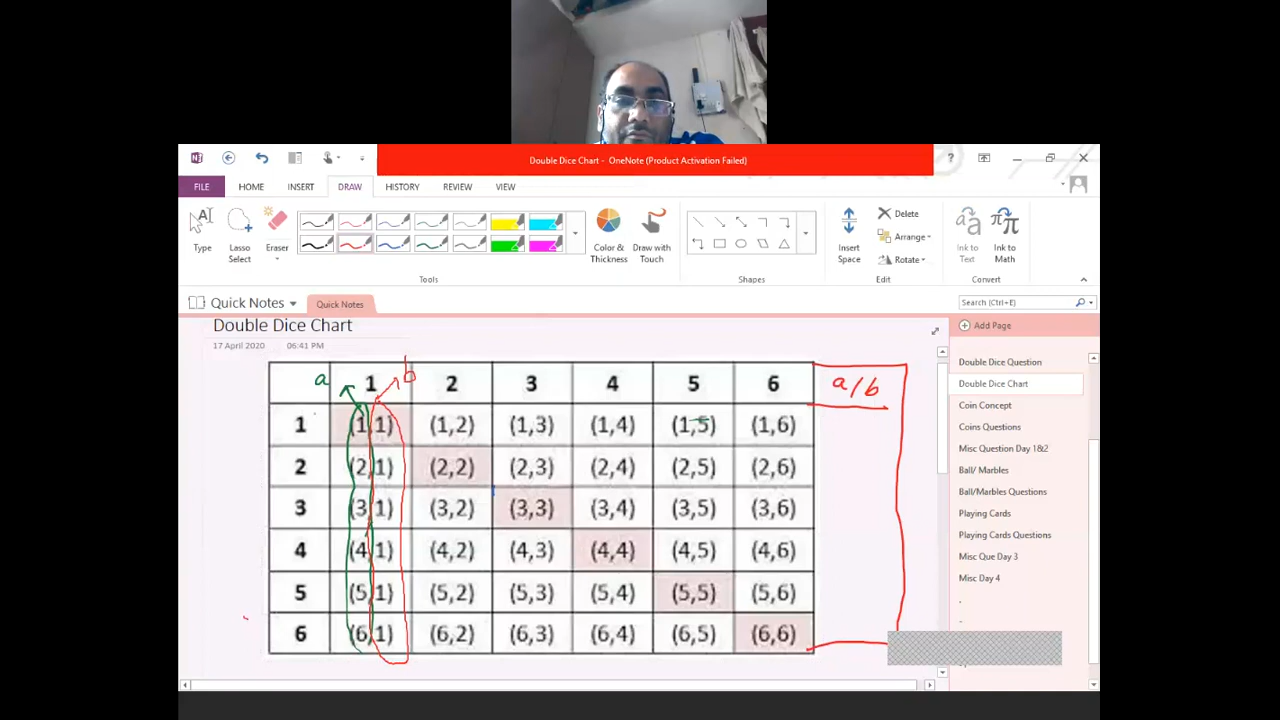 Double Dice Chart - OneNote (Product Activation Failed)
FILE HOME INSERT DRAW HISTORY REVIEW VIEW
Type
Lasso Select
Eraser
Color & Thickness
Draw with Touch
Insert Space
Delete
Arrange
Rotate
Ink to Text
Ink to Math
Tools Shapes Edit Convert
Quick Notes Quick Notes
Search (Ctrl+E)
Double Dice Chart
17 April 2020 06:41 PM
a b
1 2 3 4 5 6 a/b
1 (1,1) (1,2) (1,3) (1,4) (1,5) (1,6)
2 (2,1) (2,2) (2,3) (2,4) (2,5) (2,6)
3 (3,1) (3,2) (3,3) (3,4) (3,5) (3,6)
4 (4,1) (4,2) (4,3) (4,4) (4,5) (4,6)
5 (5,1) (5,2) (5,3) (5,4) (5,5) (5,6)
6 (6,1) (6,2) (6,3) (6,4) (6,5) (6,6)
Add Page
Double Dice Question
Double Dice Chart
Coin Concept
Coins Questions
Misc Question Day 1&2
Ball/ Marbles
Ball/Marbles Questions
Playing Cards
Playing Cards Questions
Misc Que Day 3
Misc Day 4